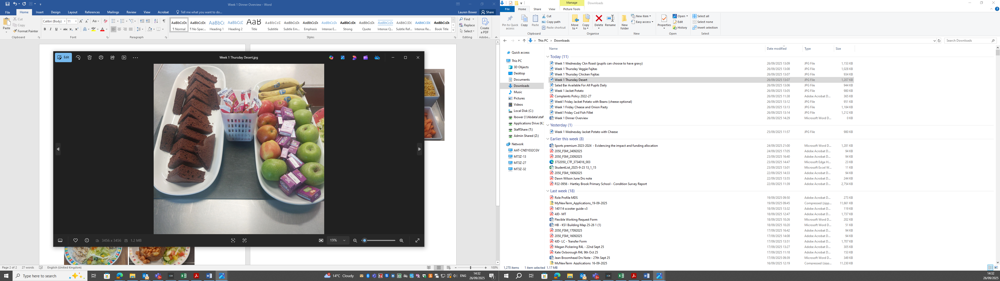 Week 1 Dinner Overview - Word
File Home Insert Design Layout References Mailings Review View Acrobat Tell me what you want to do... Lauren Bower Share
Paste
Cut
Copy
Format Painter
Clipboard
Calibri (Body) 11
Font
Paragraph
AaBbCcDc AaBbCcDc AaBbCc AaBbCcD AaB AaBbCcD AaBbCcDc AaBbCcDc AaBbCcDc AaBbCcDc AaBbCcDc AaBbCcDc AaBbCcDc AaBbCcDc AaBbCcDc
¶ Normal ¶ No Spac... Heading 1 Heading 2 Title Subtitle Subtle Em... Emphasis Intense E... Strong Quote Intense Q... Subtle Ref... Intense Re... Book Title
Styles
Find
Replace
Select
Editing
Create a PDF
Adobe...
Edit
Week 1 Thursday Desert.jpg
3456 x 3456 1.2 MB
19%
Page 2 of 2 27 words English (United Kingdom)
100%
Type here to search
14°C Cloudy
ENG
14:32
26/09/2025
Manage
Downloads
File Home Share View Picture Tools
Pin to Quick access
Copy
Paste
Cut
Copy path
Paste shortcut
Clipboard
Move to
Copy to
Delete
Rename
Organise
New folder
New item
Easy access
New
Properties
Open
Edit
History
Open
Select all
Select none
Invert selection
Select
This PC > Downloads
Search Downloads
Quick access
This PC
3D Objects
Desktop
Documents
Downloads
Music
Pictures
Videos
Local Disk (C:)
lbower (\\hbdata\staf
Applications Drive (K:)
StaffShare (T:)
Admin Shared (Z:)
Network
AAT-CND1032CGV
M73Z-13
M73Z-27
M73Z-32
Name Date modified Type Size
Today (11)
Week 1 Wednesday Ckn Roast (pupils can choose to have gravy) 26/09/2025 13:09 JPG File 1,153 KB
Week 1 Thursday Veggie Fajitas 26/09/2025 13:08 JPG File 1,028 KB
Week 1 Thursday Chicken Fajitas 26/09/2025 13:07 JPG File 934 KB
Week 1 Thursday Desert 26/09/2025 13:07 JPG File 1,207 KB
Salad Bar Available For All Pupils Daily 26/09/2025 13:06 JPG File 944 KB
Week 1 Jacket Potato 26/09/2025 13:05 JPG File 980 KB
Complaints Policy 2022-27 26/09/2025 11:38 Adobe Acrobat D... 365 KB
Week1 Friday Jacket Potato with Beans (cheese optional) 26/09/2025 13:12 JPG File 951 KB
Week 1 Friday Cheese and Onion Pasty 26/09/2025 13:13 JPG File 1,184 KB
Week1 Friday Cod Fish Fillet 26/09/2025 13:14 JPG File 1,212 KB
Week 1 Dinner Overview 26/09/2025 14:29 Microsoft Word D... 0 KB
Yesterday (1)
Week 1 Wednesday Jacket Potato with Cheese 25/09/2025 11:57 JPG File 980 KB
Earlier this week (8)
Sports premium 2023-2024 - Evidencing the impact and funding allocation 24/09/2025 21:00 Microsoft Word D... 1,281 KB
2050_FSM_24092025 24/09/2025 17:05 Adobe Acrobat D... 94 KB
2050_FSM_23092025 23/09/2025 16:40 Adobe Acrobat D... 94 KB
3732050_CTF_3734016_003 23/09/2025 14:47 Microsoft Edge H... 23 KB
StudentList_2025-9-23 13_1_15 23/09/2025 13:01 Microsoft Excel W... 11 KB
2050_FSM_19092025 22/09/2025 14:33 Adobe Acrobat D... 94 KB
Dawn Wilson June Drs note 22/09/2025 13:55 Adobe Acrobat D... 244 KB
P22-0956 - Hartley Brook Primary School - Condition Survey Report 22/09/2025 11:39 Adobe Acrobat D... 2,754 KB
Last week (18)
Role Profile MDS 19/09/2025 09:50 Adobe Acrobat D... 273 KB
MyNewTerm_Applications_19-09-2025 19/09/2025 09:45 Compressed (zipp... 11,661 KB
140114 scooter guide v3 18/09/2025 13:32 Adobe Acrobat D... 119 KB
4JD- MT 18/09/2025 12:47 Adobe Acrobat D... 1,737 KB
Flexible Working Request Form 18/09/2025 10:26 Microsoft Word D... 202 KB
HB - KS1 Building Map 25-26 1 (1) 18/09/2025 10:20 Microsoft Word D... 51 KB
2050_FSM_17092025 17/09/2025 16:42 Adobe Acrobat D... 94 KB
2050_FSM_16092025 17/09/2025 14:08 Adobe Acrobat D... 94 KB
4JD- LC - Transfer Form 17/09/2025 13:51 Adobe Acrobat D... 1,707 KB
Megan Pickering R4L - 22nd Sept 25 17/09/2025 13:27 Adobe Acrobat D... 305 KB
Kate Oxborough R4L 9th Oct 25 17/09/2025 11:18 Adobe Acrobat D... 153 KB
Jean Broomhead Drs Note - 27th Sept 25 17/09/2025 09:39 Microsoft Word D... 349 KB
MyNewTerm_Applications_16-09-2025 16/09/2025 12:19 Compressed (zipp... 11,230 KB
1,270 items 1 item selected 1.17 MB
14:32
26/09/2025